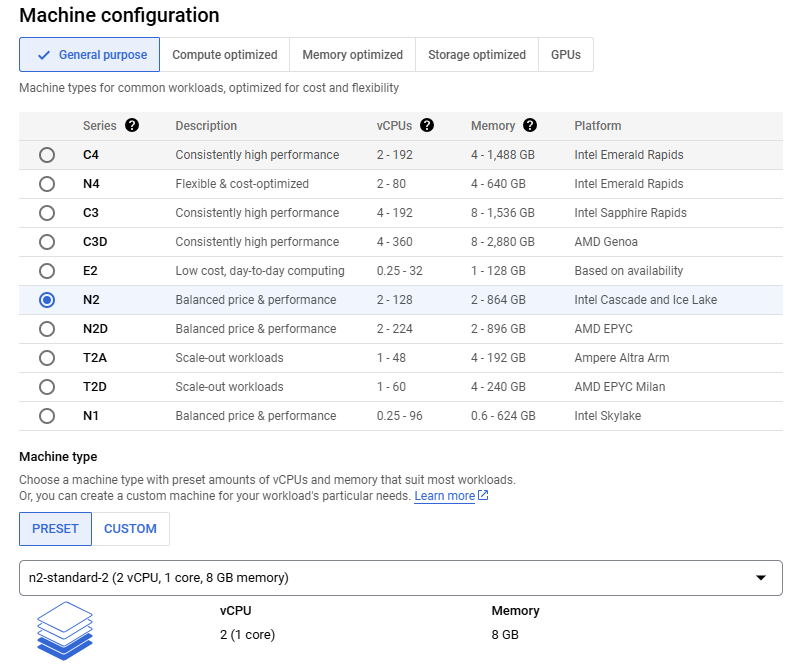 Machine configuration
General purpose Compute optimized Memory optimized Storage optimized GPUs
Machine types for common workloads, optimized for cost and flexibility
Series Description vCPUs Memory Platform
C4 Consistently high performance 2 - 192 4 - 1,488 GB Intel Emerald Rapids
N4 Flexible & cost-optimized 2 - 80 4 - 640 GB Intel Emerald Rapids
C3 Consistently high performance 4 - 192 8 - 1,536 GB Intel Sapphire Rapids
C3D Consistently high performance 4 - 360 8 - 2,880 GB AMD Genoa
E2 Low cost, day-to-day computing 0.25 - 32 1 - 128 GB Based on availability
N2 Balanced price & performance 2 - 128 2 - 864 GB Intel Cascade and Ice Lake
N2D Balanced price & performance 2 - 224 2 - 896 GB AMD EPYC
T2A Scale-out workloads 1 - 48 4 - 192 GB Ampere Altra Arm
T2D Scale-out workloads 1 - 60 4 - 240 GB AMD EPYC Milan
N1 Balanced price & performance 0.25 - 96 0.6 - 624 GB Intel Skylake
Machine type
Choose a machine type with preset amounts of vCPUs and memory that suit most workloads.
Or, you can create a custom machine for your workload's particular needs. Learn more
PRESET CUSTOM
n2-standard-2 (2 vCPU, 1 core, 8 GB memory)
vCPU Memory
2 (1 core) 8 GB